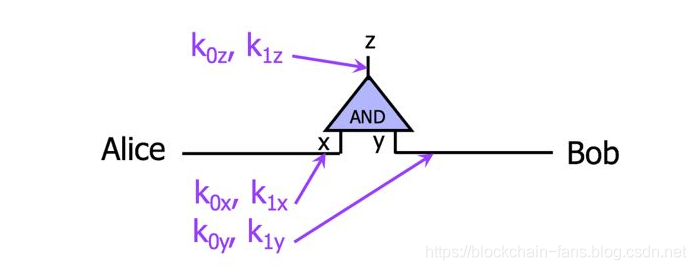 k0z, k1z
z
AND
Alice
x
y
Bob
k0x, k1x
k0y, k1y
https://blockchain-fans.blog.csdn.net